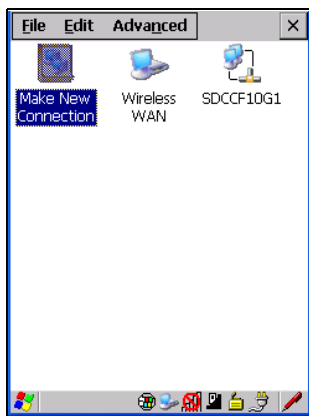 File Edit Advanced
Make New Connection
Wireless WAN
SDCCF10G1